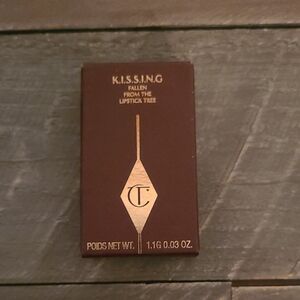 K.I.S.S.I.N.G
FALLEN
FROM THE
LIPSTICK TREE
CT
POIDS NET WT. 1.1G 0.03 OZ.